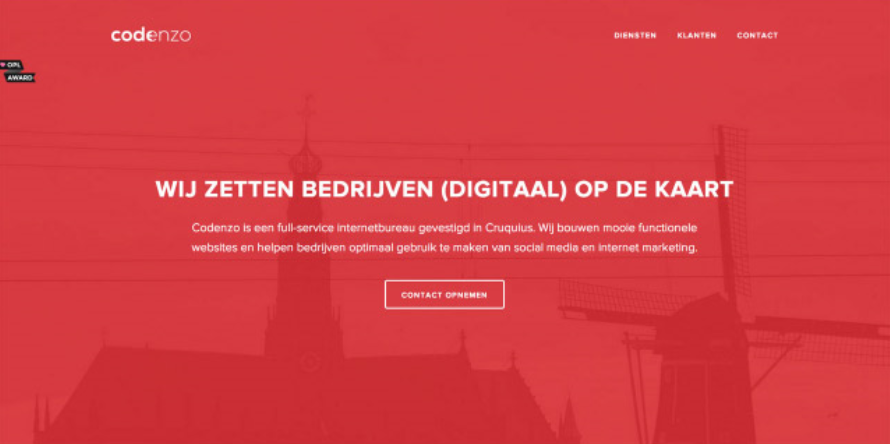 codenzo
DIENSTEN KLANTEN CONTACT
OPL
AWARD
WIJ ZETTEN BEDRIJVEN (DIGITAAL) OP DE KAART
Codenzo is een full-service internetbureau gevestigd in Cruquius. Wij bouwen mooie functionele
websites en helpen bedrijven optimaal gebruik te maken van social media en internet marketing.
CONTACT OPNEMEN